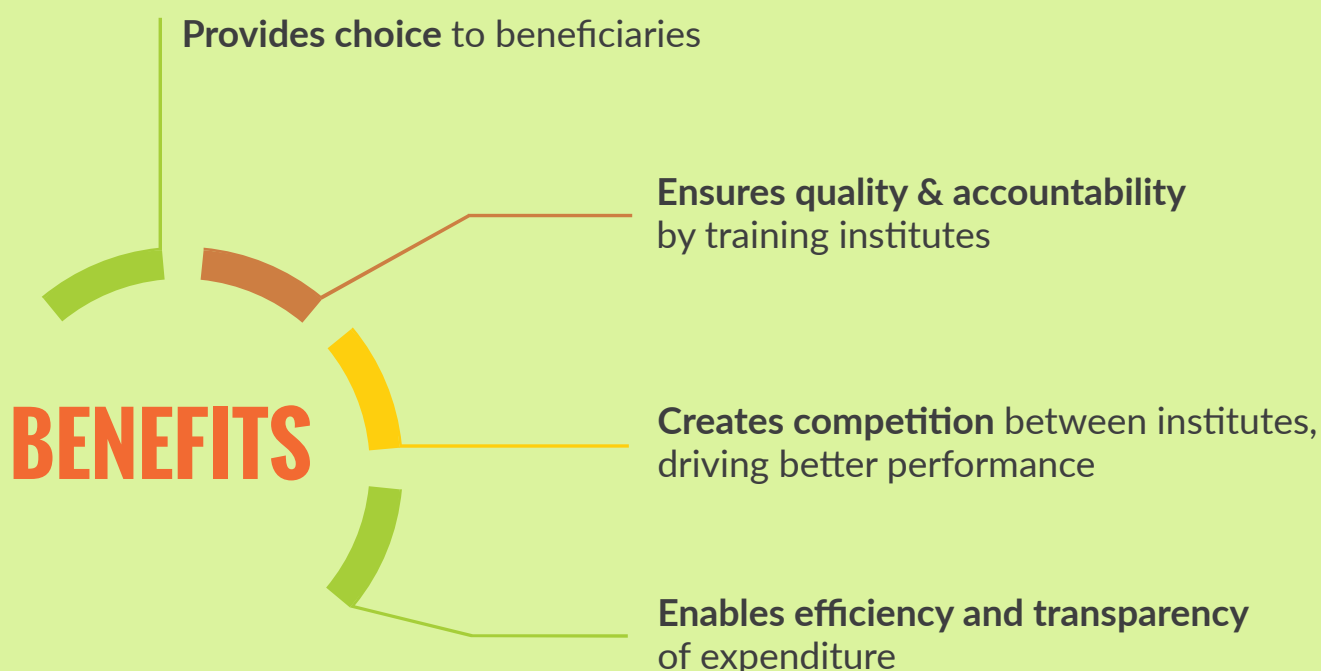 Provides choice to beneficiaries
Ensures quality & accountability
by training institutes
BENEFITS
Creates competition between institutes,
driving better performance
Enables efficiency and transparency
of expenditure